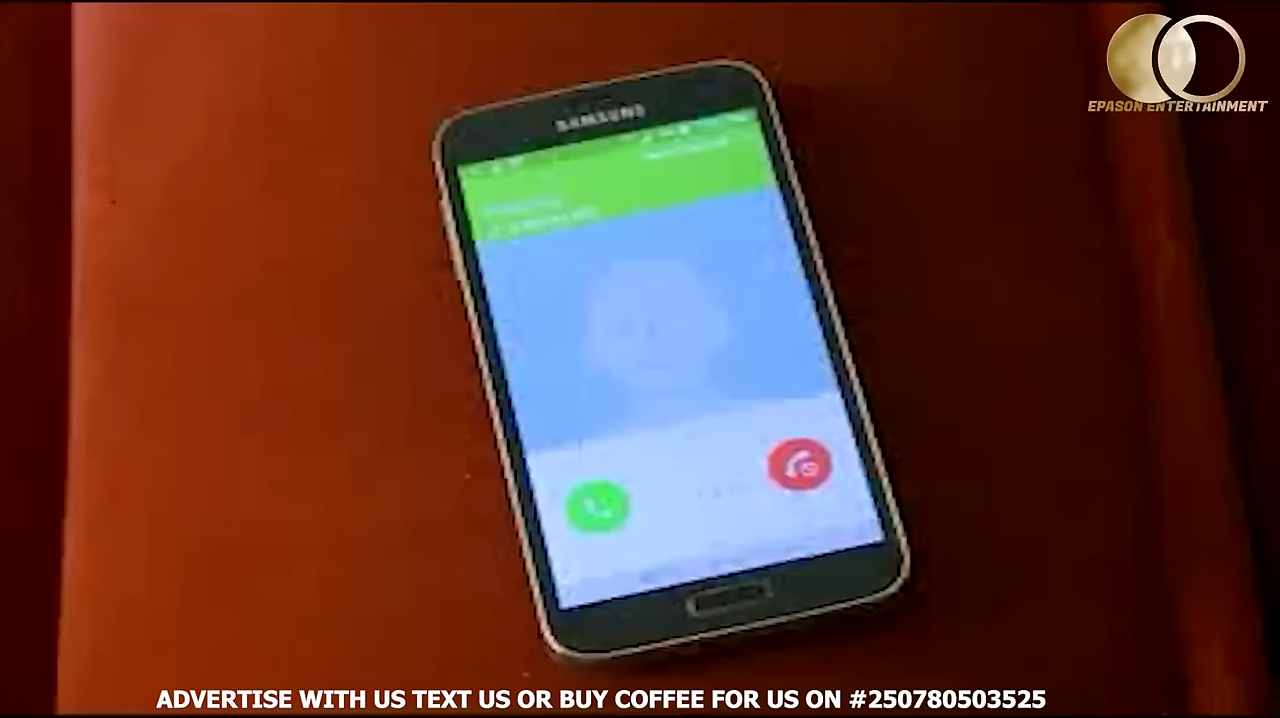 EPASON ENTERTAINMENT
SAMSUNG
ADVERTISE WITH US TEXT US OR BUY COFFEE FOR US ON #250780503525